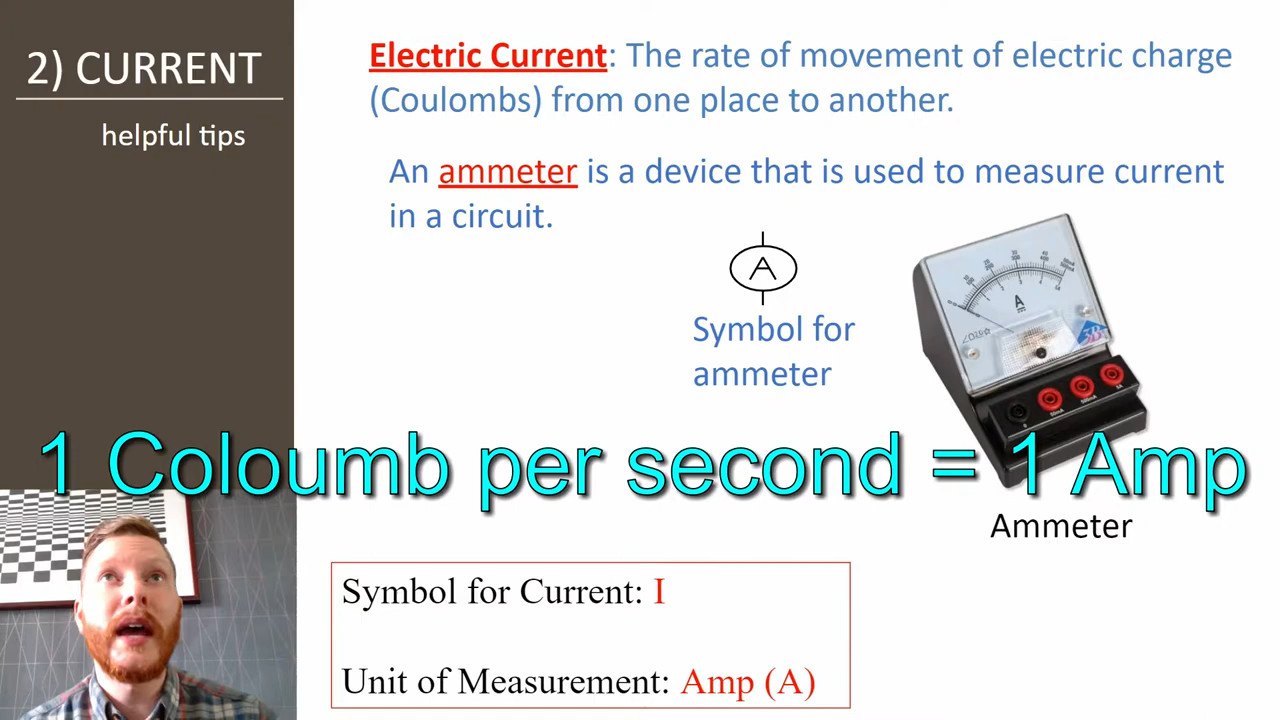 2) CURRENT
helpful tips
Electric Current: The rate of movement of electric charge
(Coulombs) from one place to another.
An ammeter is a device that is used to measure current
in a circuit.
A
Symbol for
ammeter
A
1 Coloumb per second = 1 Amp
Ammeter
Symbol for Current: I
Unit of Measurement: Amp (A)